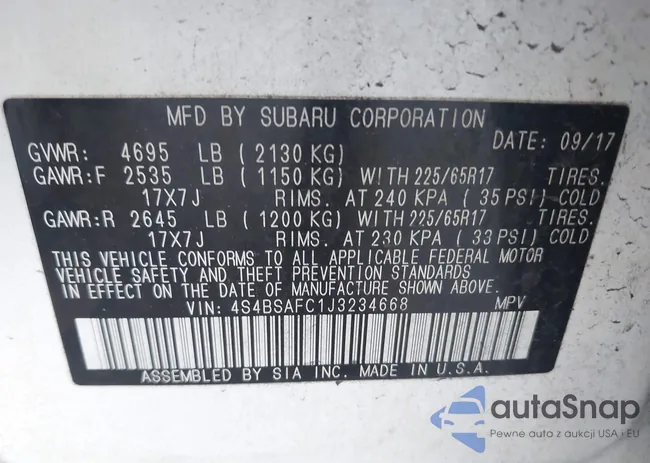 MFD BY SUBARU CORPORATION
DATE: 09/17
GVWR: 4695 LB (2130 KG)
GAWR:F 2535 LB (1150 KG) WITH 225/65R17 TIRES.
17X7J RIMS. AT 240 KPA (35 PSI) COLD
GAWR:R 2645 LB (1200 KG) WITH 225/65R17 TIRES.
17X7J RIMS. AT 230 KPA (33 PSI) COLD
THIS VEHICLE CONFORMS TO ALL APPLICABLE FEDERAL MOTOR
VEHICLE SAFETY AND THEFT PREVENTION STANDARDS
IN EFFECT ON THE DATE OF MANUFACTURE SHOWN ABOVE.
VIN: 4S4BSAFC1J3234668 MPV
ASSEMBLED BY SIA INC. MADE IN U.S.A.
autaSnap
Pewne auta z aukcji USA i EU